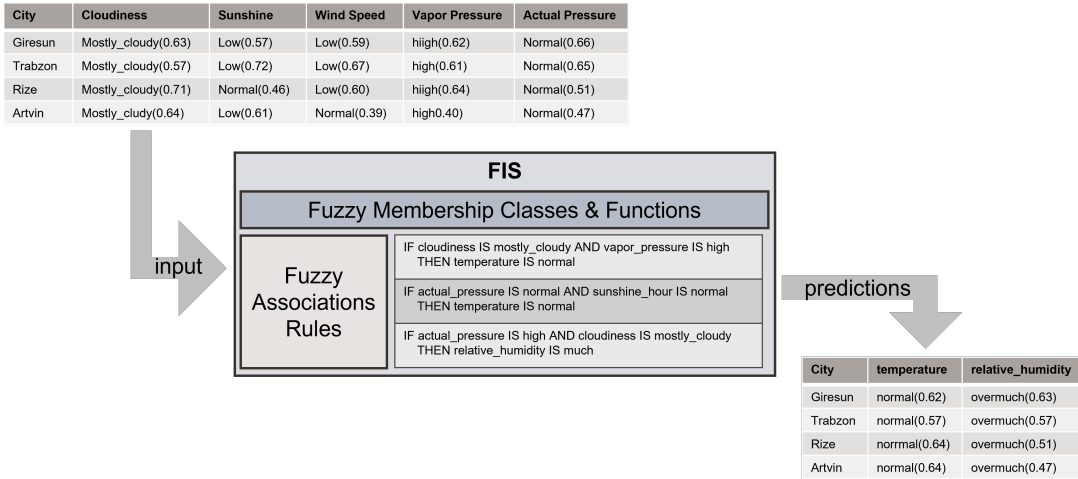 City Cloudiness Sunshine Wind Speed Vapor Pressure Actual Pressure
Giresun Mostly_cloudy(0.63) Low(0.57) Low(0.59) hiigh(0.62) Normal(0.66)
Trabzon Mostly_cloudy(0.57) Low(0.72) Low(0.67) high(0.61) Normal(0.65)
Rize Mostly_cloudy(0.71) Normal(0.46) Low(0.60) hiigh(0.64) Normal(0.51)
Artvin Mostly_cludy(0.64) Low(0.61) Normal(0.39) high0.40) Normal(0.47)
input
FIS
Fuzzy Membership Classes & Functions
Fuzzy
Associations
Rules
IF cloudiness IS mostly_cloudy AND vapor_pressure IS high
THEN temperature IS normal
IF actual_pressure IS normal AND sunshine_hour IS normal
THEN temperature IS normal
IF actual_pressure IS high AND cloudiness IS mostly_cloudy
THEN relative_humidity IS much
predictions
City temperature relative_humidity
Giresun normal(0.62) overmuch(0.63)
Trabzon normal(0.57) overmuch(0.57)
Rize norrmal(0.64) overmuch(0.51)
Artvin normal(0.64) overmuch(0.47)